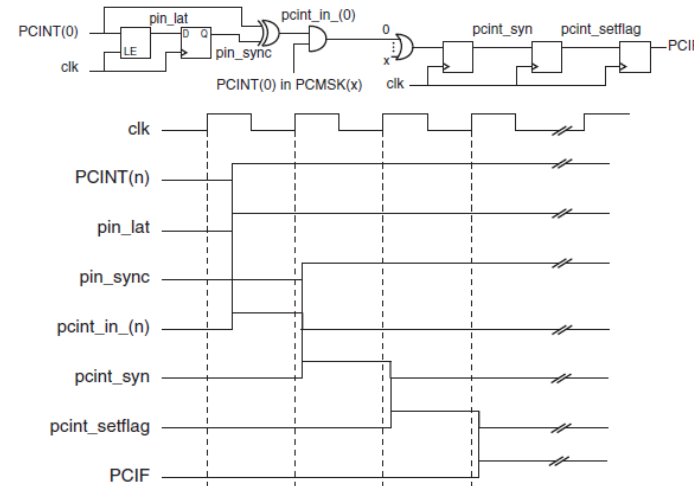 pin_lat
pcint_in_(0)
PCINT(0)
D Q
LE
pin_sync
clk
PCINT(0) in PCMSK(x)
0
x
clk
pcint_syn
pcint_setflag
PCIF
clk
PCINT(n)
pin_lat
pin_sync
pcint_in_(n)
pcint_syn
pcint_setflag
PCIF